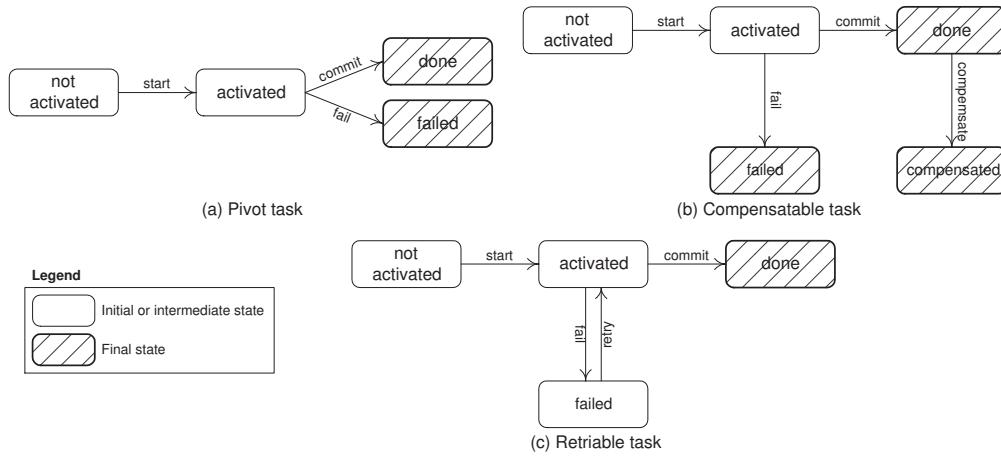 not
activated
start
activated
commit
done
fail
failed
(a) Pivot task
not
activated
start
activated
commit
done
fail
compemsate
failed
compensated
(b) Compensatable task
not
activated
start
activated
commit
done
fail
retry
failed
(c) Retriable task
Legend
Initial or intermediate state
Final state